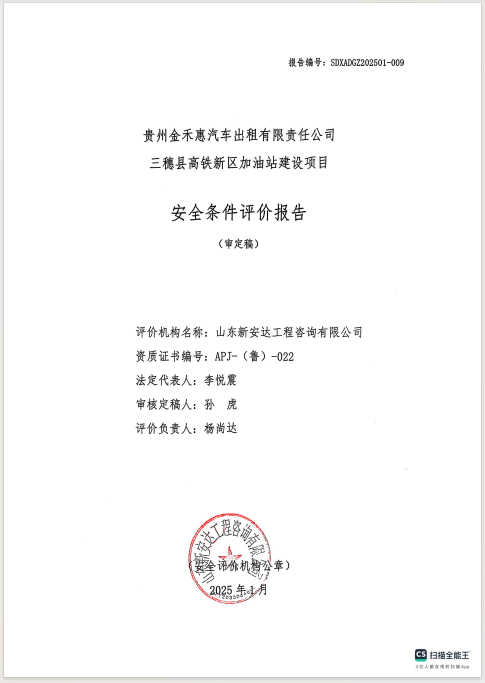 报告编号：SDXADGZ202501-009
贵州金禾惠汽车出租有限责任公司
三穗县高铁新区加油站建设项目
安全条件评价报告
（审定稿）
评价机构名称：山东新安达工程咨询有限公司
资质证书编号：APJ-（鲁）-022
法定代表人：李悦震
审核定稿人：孙　虎
评价负责人：杨尚达
山东新安达工程咨询有限公司
（安全评价机构公章）
2025 年 1 月
CS 扫描全能王
3亿人都在用的扫描App